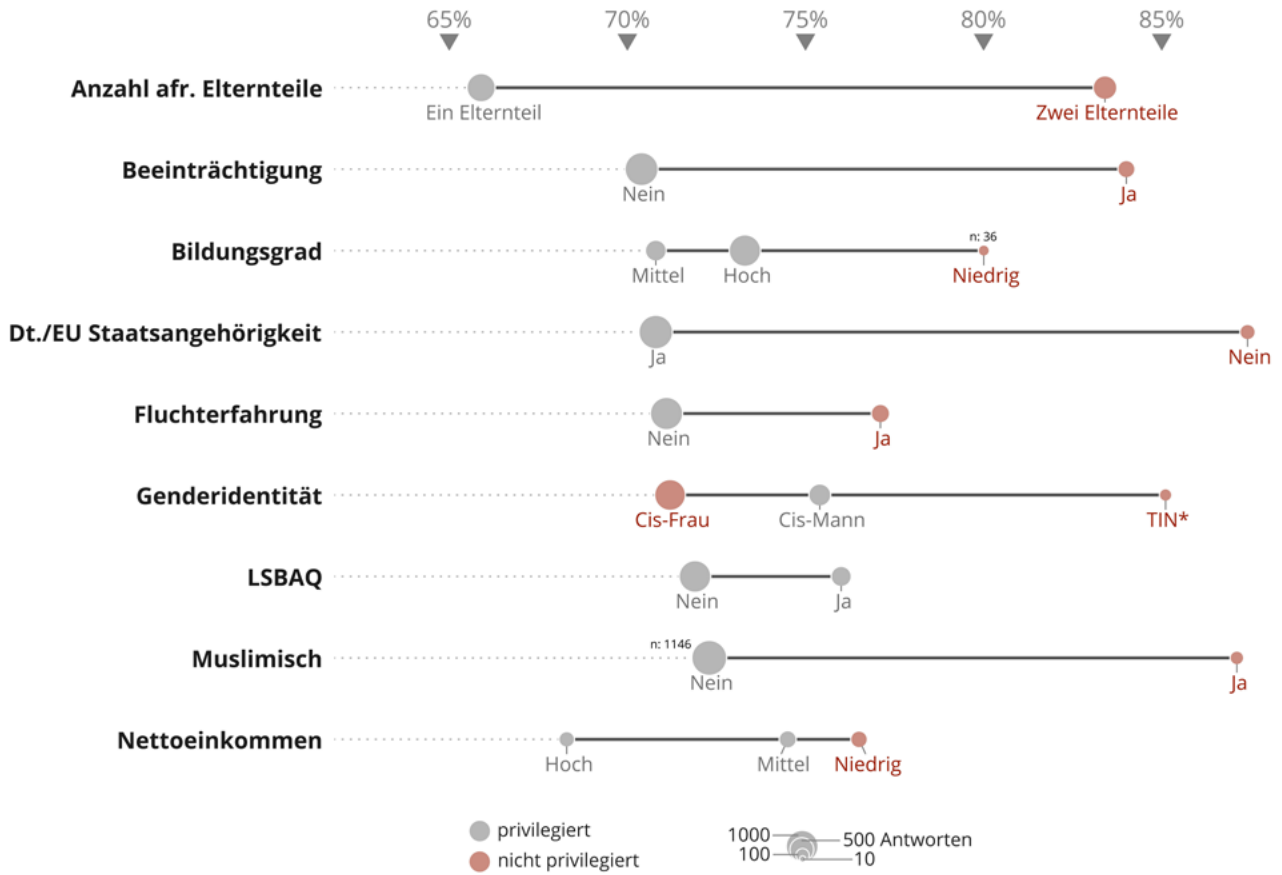 65% 70% 75% 80% 85%
Anzahl afr. Elternteile
Ein Elternteil Zwei Elternteile
Beeinträchtigung
Nein Ja
n: 36
Bildungsgrad
Mittel Hoch Niedrig
Dt./EU Staatsangehörigkeit
Ja Nein
Fluchterfahrung
Nein Ja
Genderidentität
Cis-Frau Cis-Mann TIN*
LSBAQ
Nein Ja
n: 1146
Muslimisch
Nein Ja
Nettoeinkommen
Hoch Mittel Niedrig
privilegiert
nicht privilegiert
1000 500 Antworten
100 10